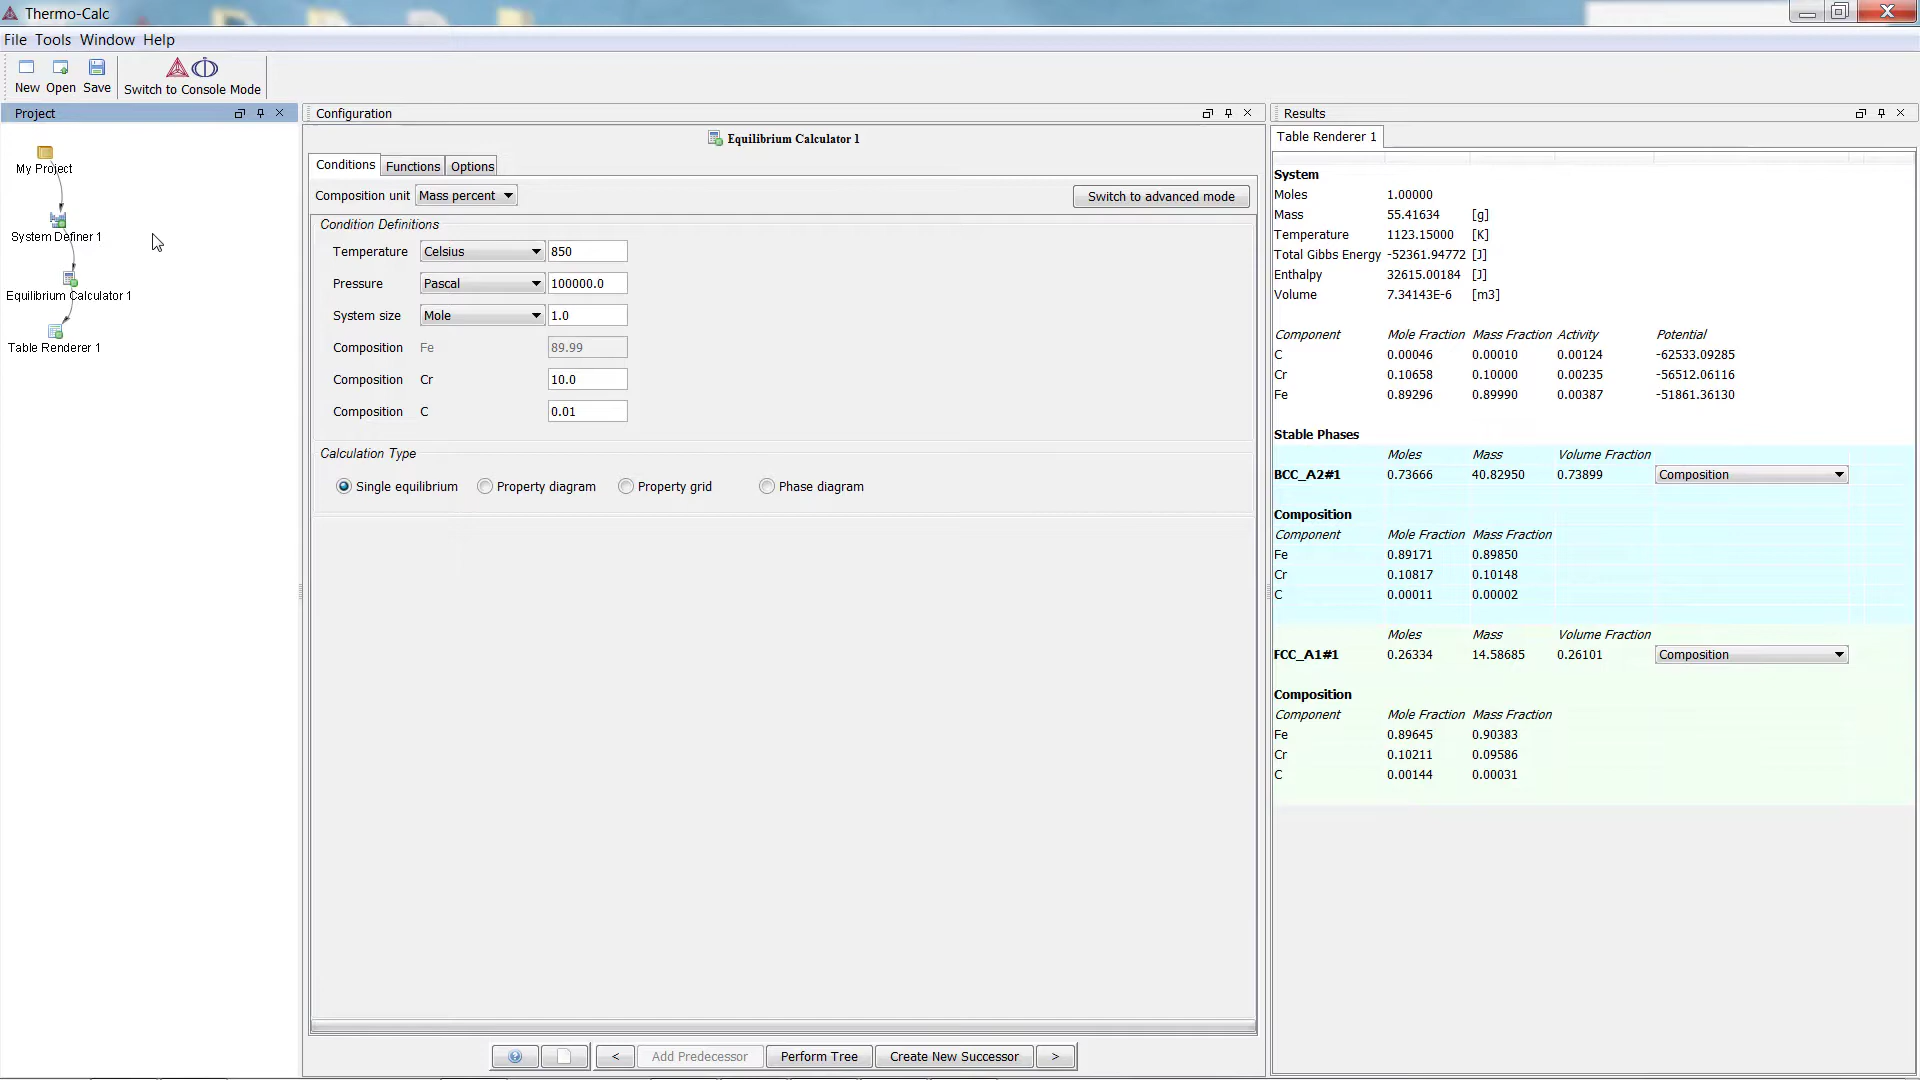 Thermo-Calc
File Tools Window Help
New Open Save Switch to Console Mode
Project
My Project
System Definer 1
Equilibrium Calculator 1
Table Renderer 1
Configuration
Equilibrium Calculator 1
Conditions Functions Options
Composition unit Mass percent Switch to advanced mode
Condition Definitions
Temperature Celsius 850
Pressure Pascal 100000.0
System size Mole 1.0
Composition Fe 89.99
Composition Cr 10.0
Composition C 0.01
Calculation Type
Single equilibrium Property diagram Property grid Phase diagram
< Add Predecessor Perform Tree Create New Successor >
Results
Table Renderer 1
System
Moles 1.00000
Mass 55.41634 [g]
Temperature 1123.15000 [K]
Total Gibbs Energy -52361.94772 [J]
Enthalpy 32615.00184 [J]
Volume 7.34143E-6 [m3]
Component Mole Fraction Mass Fraction Activity Potential
C 0.00046 0.00010 0.00124 -62533.09285
Cr 0.10658 0.10000 0.00235 -56512.06116
Fe 0.89296 0.89990 0.00387 -51861.36130
Stable Phases
Moles Mass Volume Fraction
BCC_A2#1 0.73666 40.82950 0.73899 Composition
Composition
Component Mole Fraction Mass Fraction
Fe 0.89171 0.89850
Cr 0.10817 0.10148
C 0.00011 0.00002
Moles Mass Volume Fraction
FCC_A1#1 0.26334 14.58685 0.26101 Composition
Composition
Component Mole Fraction Mass Fraction
Fe 0.89645 0.90383
Cr 0.10211 0.09586
C 0.00144 0.00031